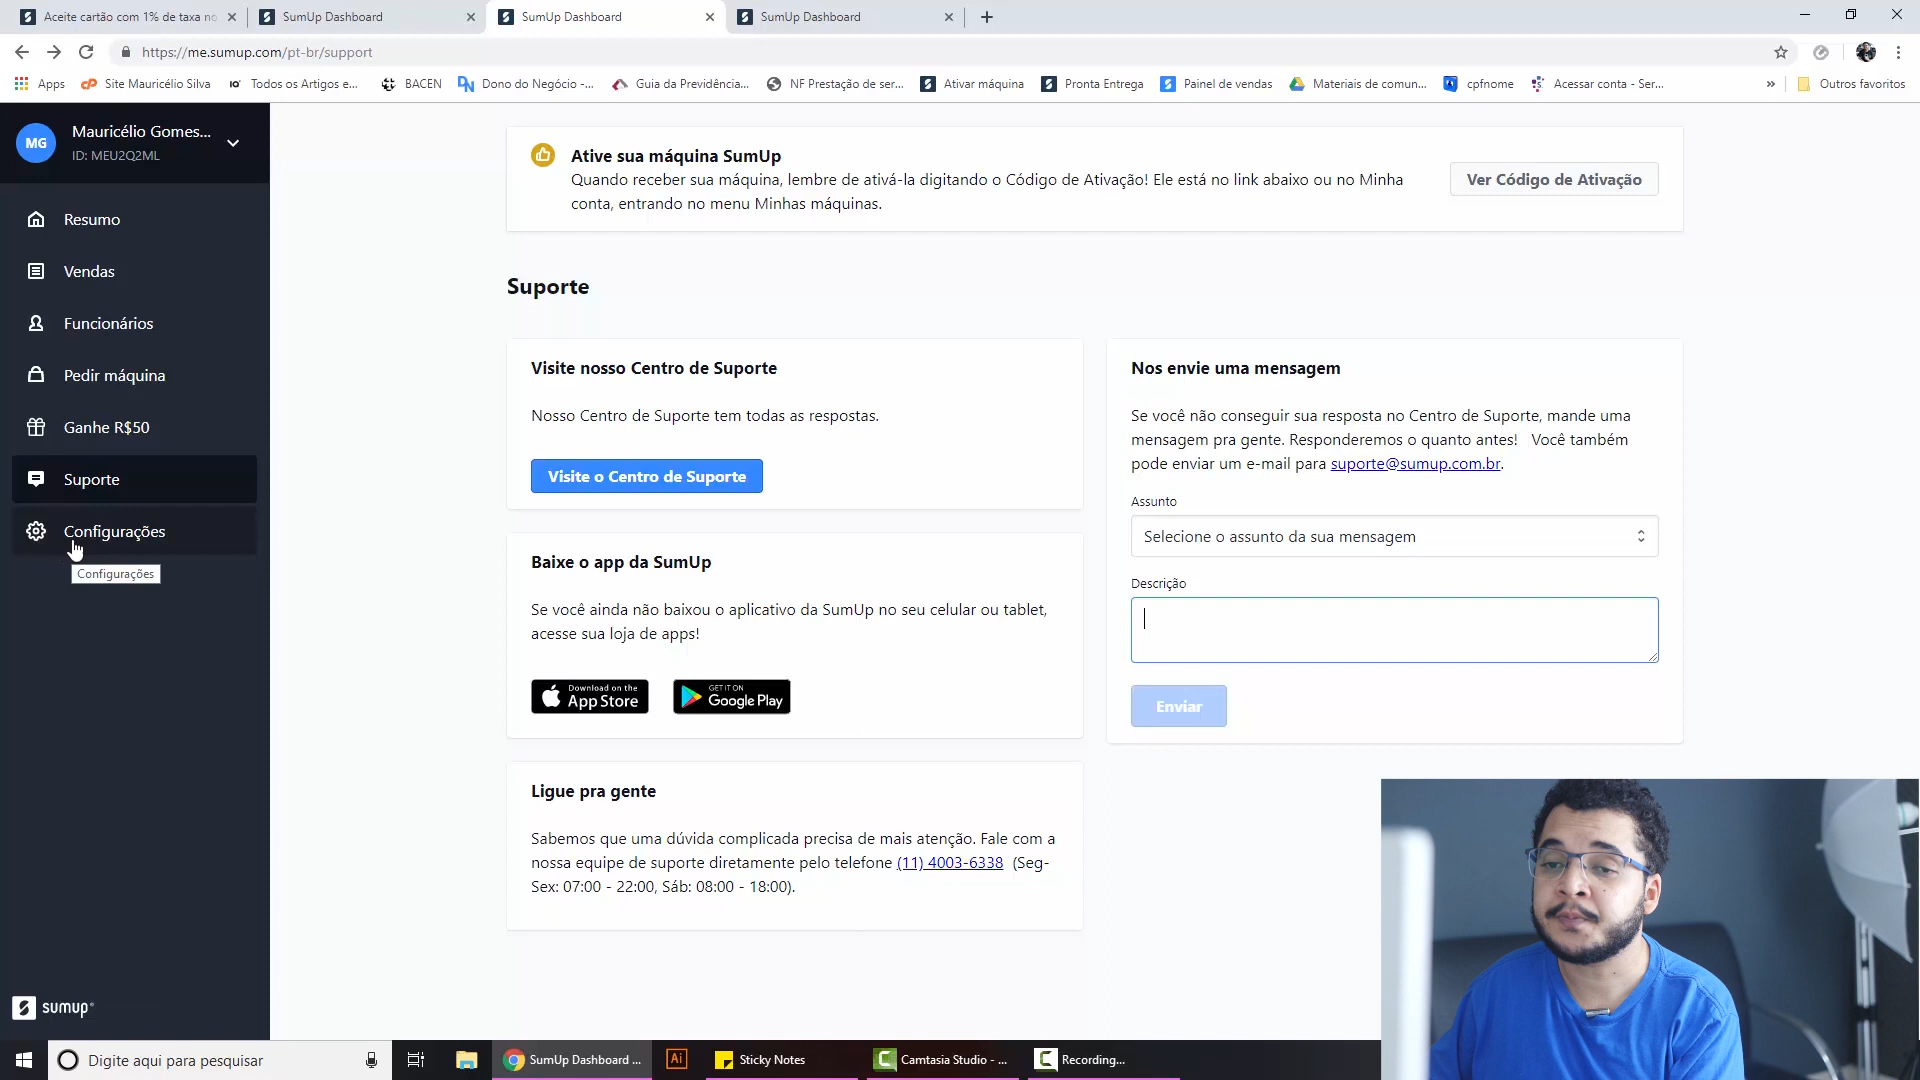 Aceite cartão com 1% de taxa no
SumUp Dashboard
SumUp Dashboard
SumUp Dashboard
https://me.sumup.com/pt-br/support
Apps
Site Mauricélio Silva
Todos os Artigos e...
BACEN
Dono do Negócio -...
Guia da Previdência...
NF Prestação de ser...
Ativar máquina
Pronta Entrega
Painel de vendas
Materiais de comun...
cpfnome
Acessar conta - Ser...
»
Outros favoritos
MG
Mauricélio Gomes...
ID: MEU2Q2ML
Resumo
Vendas
Funcionários
Pedir máquina
Ganhe R$50
Suporte
Configurações
Configurações
sumup®
Ative sua máquina SumUp
Quando receber sua máquina, lembre de ativá-la digitando o Código de Ativação! Ele está no link abaixo ou no Minha
conta, entrando no menu Minhas máquinas.
Ver Código de Ativação
Suporte
Visite nosso Centro de Suporte
Nosso Centro de Suporte tem todas as respostas.
Visite o Centro de Suporte
Baixe o app da SumUp
Se você ainda não baixou o aplicativo da SumUp no seu celular ou tablet,
acesse sua loja de apps!
Download on the
App Store
GET IT ON
Google Play
Ligue pra gente
Sabemos que uma dúvida complicada precisa de mais atenção. Fale com a
nossa equipe de suporte diretamente pelo telefone (11) 4003-6338 (Seg-
Sex: 07:00 - 22:00, Sáb: 08:00 - 18:00).
Nos envie uma mensagem
Se você não conseguir sua resposta no Centro de Suporte, mande uma
mensagem pra gente. Responderemos o quanto antes! Você também
pode enviar um e-mail para suporte@sumup.com.br.
Assunto
Selecione o assunto da sua mensagem
Descrição
Enviar
Digite aqui para pesquisar
SumUp Dashboard ...
Ai
Sticky Notes
Camtasia Studio - ...
Recording...